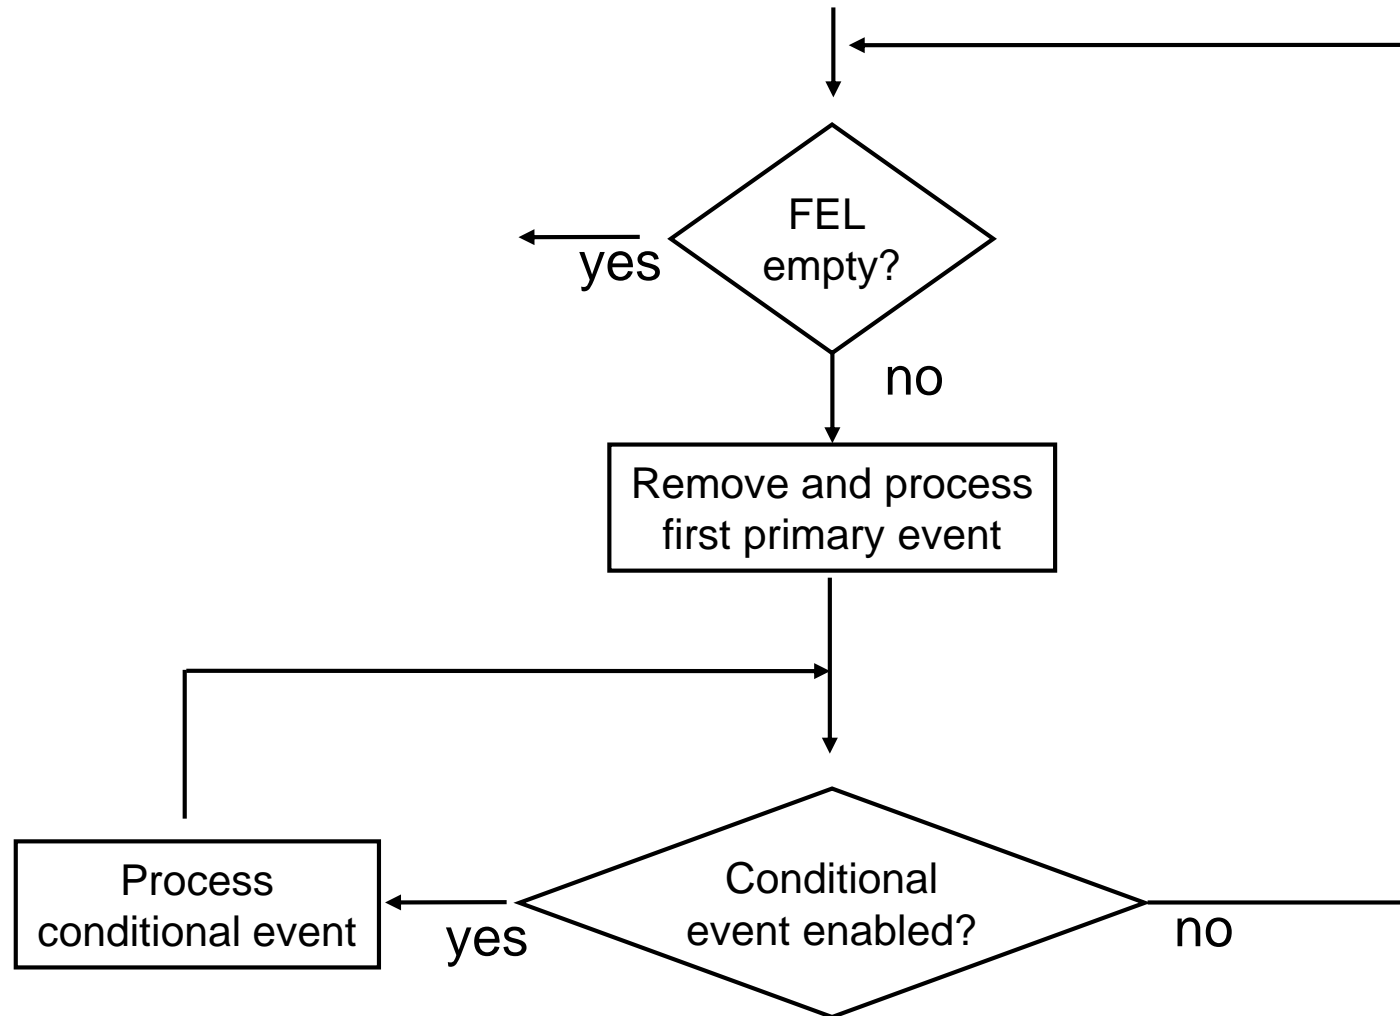 FEL
empty?
yes
no
Remove and process
first primary event
Process
conditional event
yes
Conditional
event enabled?
no